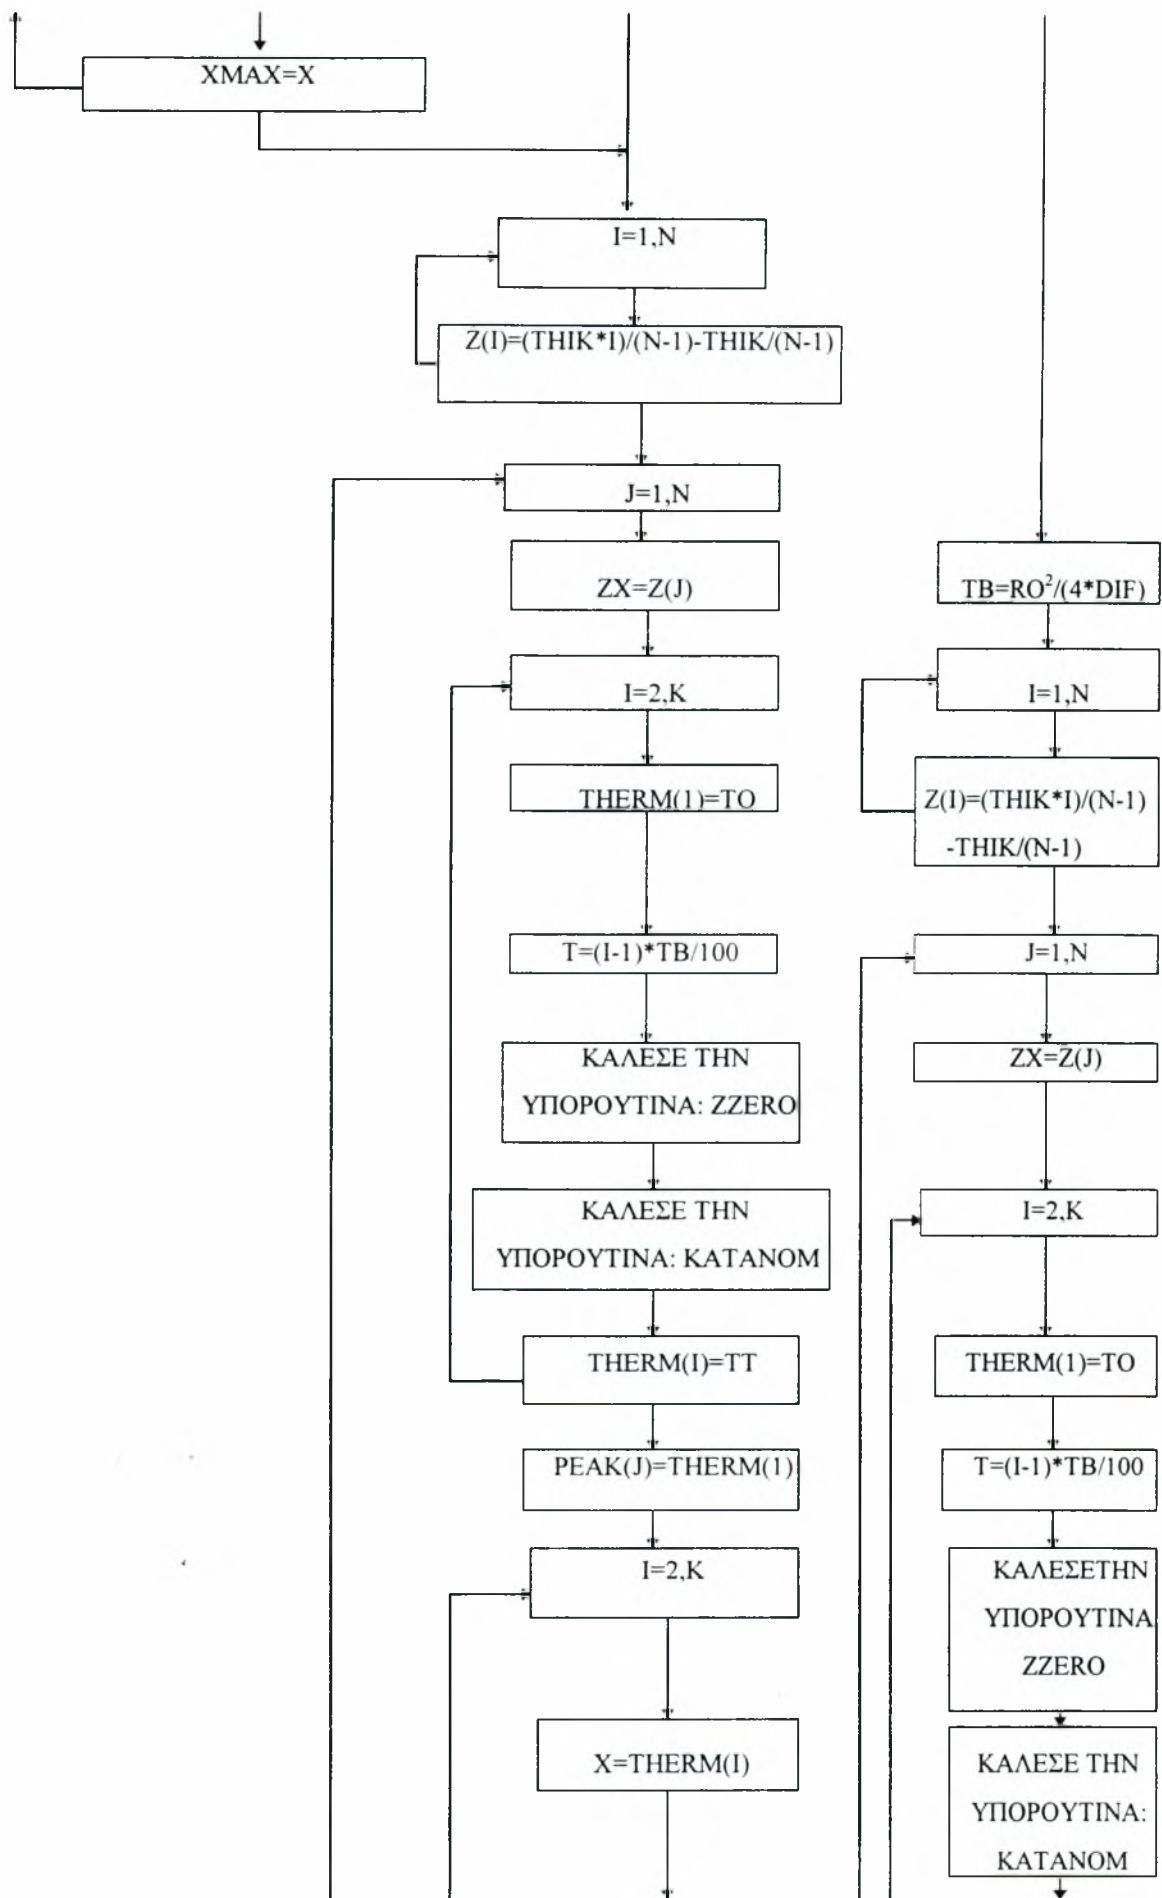 XMAX=X
I=1,N
Z(I)=(THIK*I)/(N-1)-THIK/(N-1)
J=1,N
ZX=Z(J)
I=2,K
THERM(1)=TO
T=(I-1)*TB/100
ΚΑΛΕΣΕ ΤΗΝ
ΥΠΟΡΟΥΤΙΝΑ: ZZERO
ΚΑΛΕΣΕ ΤΗΝ
ΥΠΟΡΟΥΤΙΝΑ: KATANOM
THERM(I)=TT
PEAK(J)=THERM(1)
I=2,K
X=THERM(I)
TB=RO²/(4*DIF)
I=1,N
Z(I)=(THIK*I)/(N-1)
-THIK/(N-1)
J=1,N
ZX=Z(J)
I=2,K
THERM(1)=TO
T=(I-1)*TB/100
ΚΑΛΕΣΕΤΗΝ
ΥΠΟΡΟΥΤΙΝΑ
ZZERO
ΚΑΛΕΣΕ ΤΗΝ
ΥΠΟΡΟΥΤΙΝΑ:
KATANOM